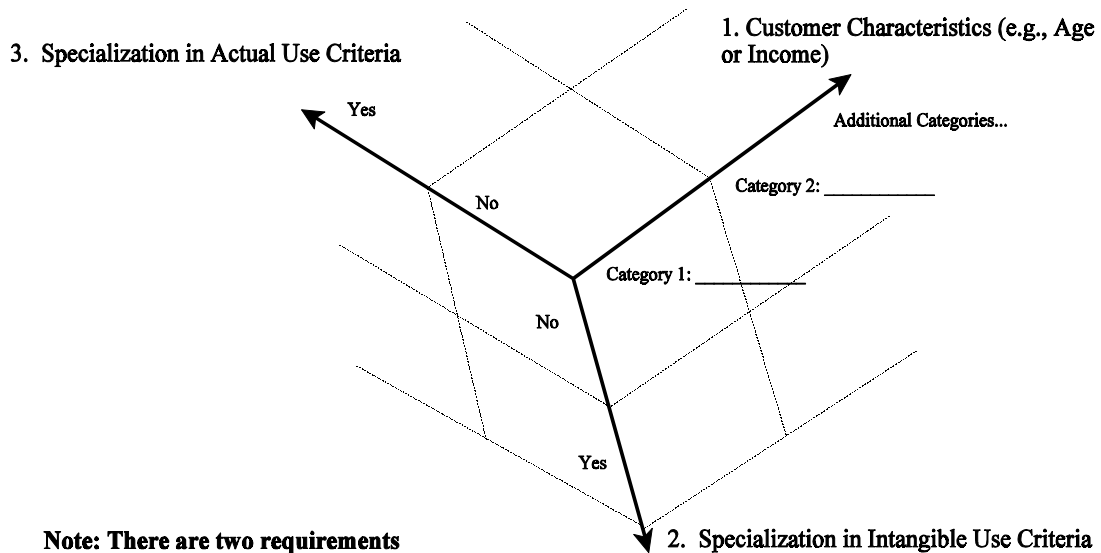 1. Customer Characteristics (e.g., Age
or Income)
3. Specialization in Actual Use Criteria
Yes
Additional Categories...
Category 2: ___________
No
Category 1: ___________
No
Yes
2. Specialization in Intangible Use Criteria
Note: There are two requirements